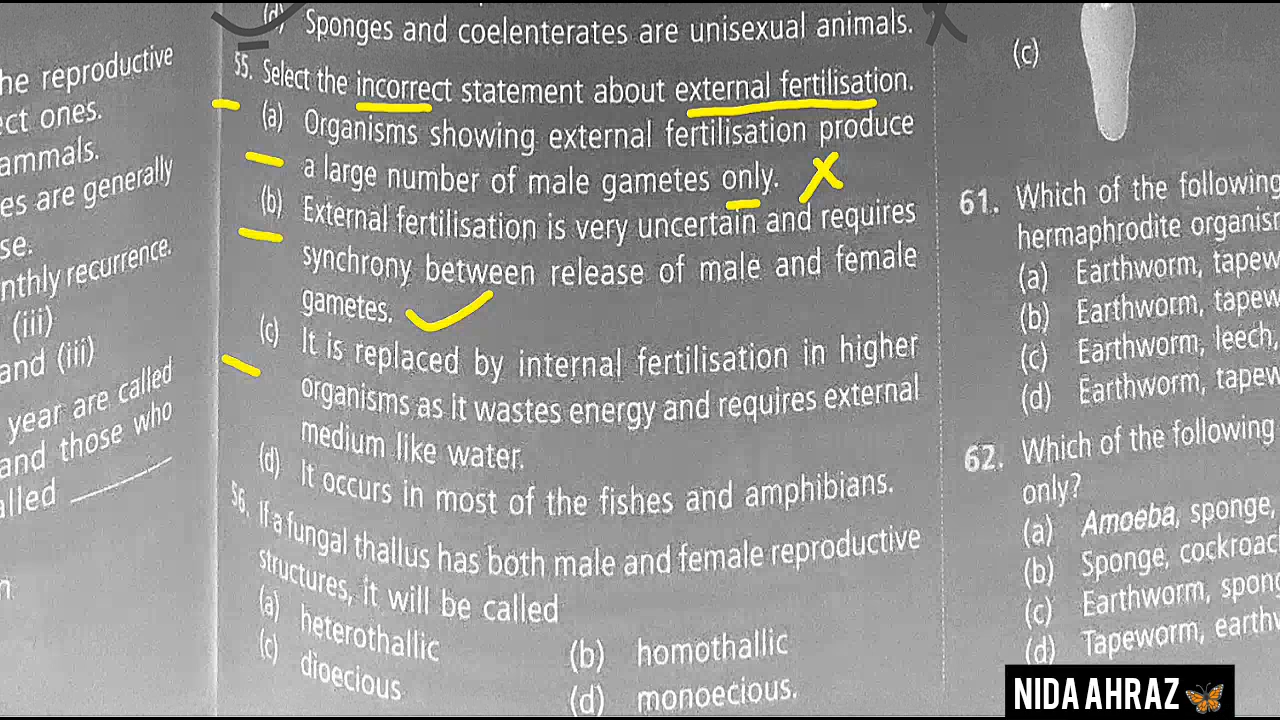 he reproductive
ect ones.
ammals.
es are generally
se.
nthly recurrence.
(iii)
and (iii)
year are called
and those who
alled
(d) Sponges and coelenterates are unisexual animals.
55. Select the incorrect statement about external fertilisation.
(a) Organisms showing external fertilisation produce
a large number of male gametes only.
(b) External fertilisation is very uncertain and requires
synchrony between release of male and female
gametes.
(c) It is replaced by internal fertilisation in higher
organisms as it wastes energy and requires external
medium like water.
(d) It occurs in most of the fishes and amphibians.
56. If a fungal thallus has both male and female reproductive
structures, it will be called
(a) heterothallic
(b) homothallic
(c) dioecious
(d) monoecious.
(c)
61. Which of the following
hermaphrodite organis
(a) Earthworm, tapew
(b) Earthworm, tapew
(c) Earthworm, leech,
(d) Earthworm, tapew
62. Which of the following
only?
(a) Amoeba, sponge,
(b) Sponge, cockroac
(c) Earthworm, spong
(d) Tapeworm, earthw
NIDA AHRAZ